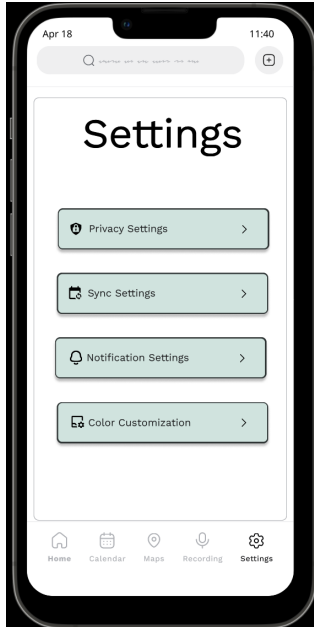 Apr 18
11:40
Settings
Privacy Settings
Sync Settings
Notification Settings
Color Customization
Home
Calendar
Maps
Recording
Settings